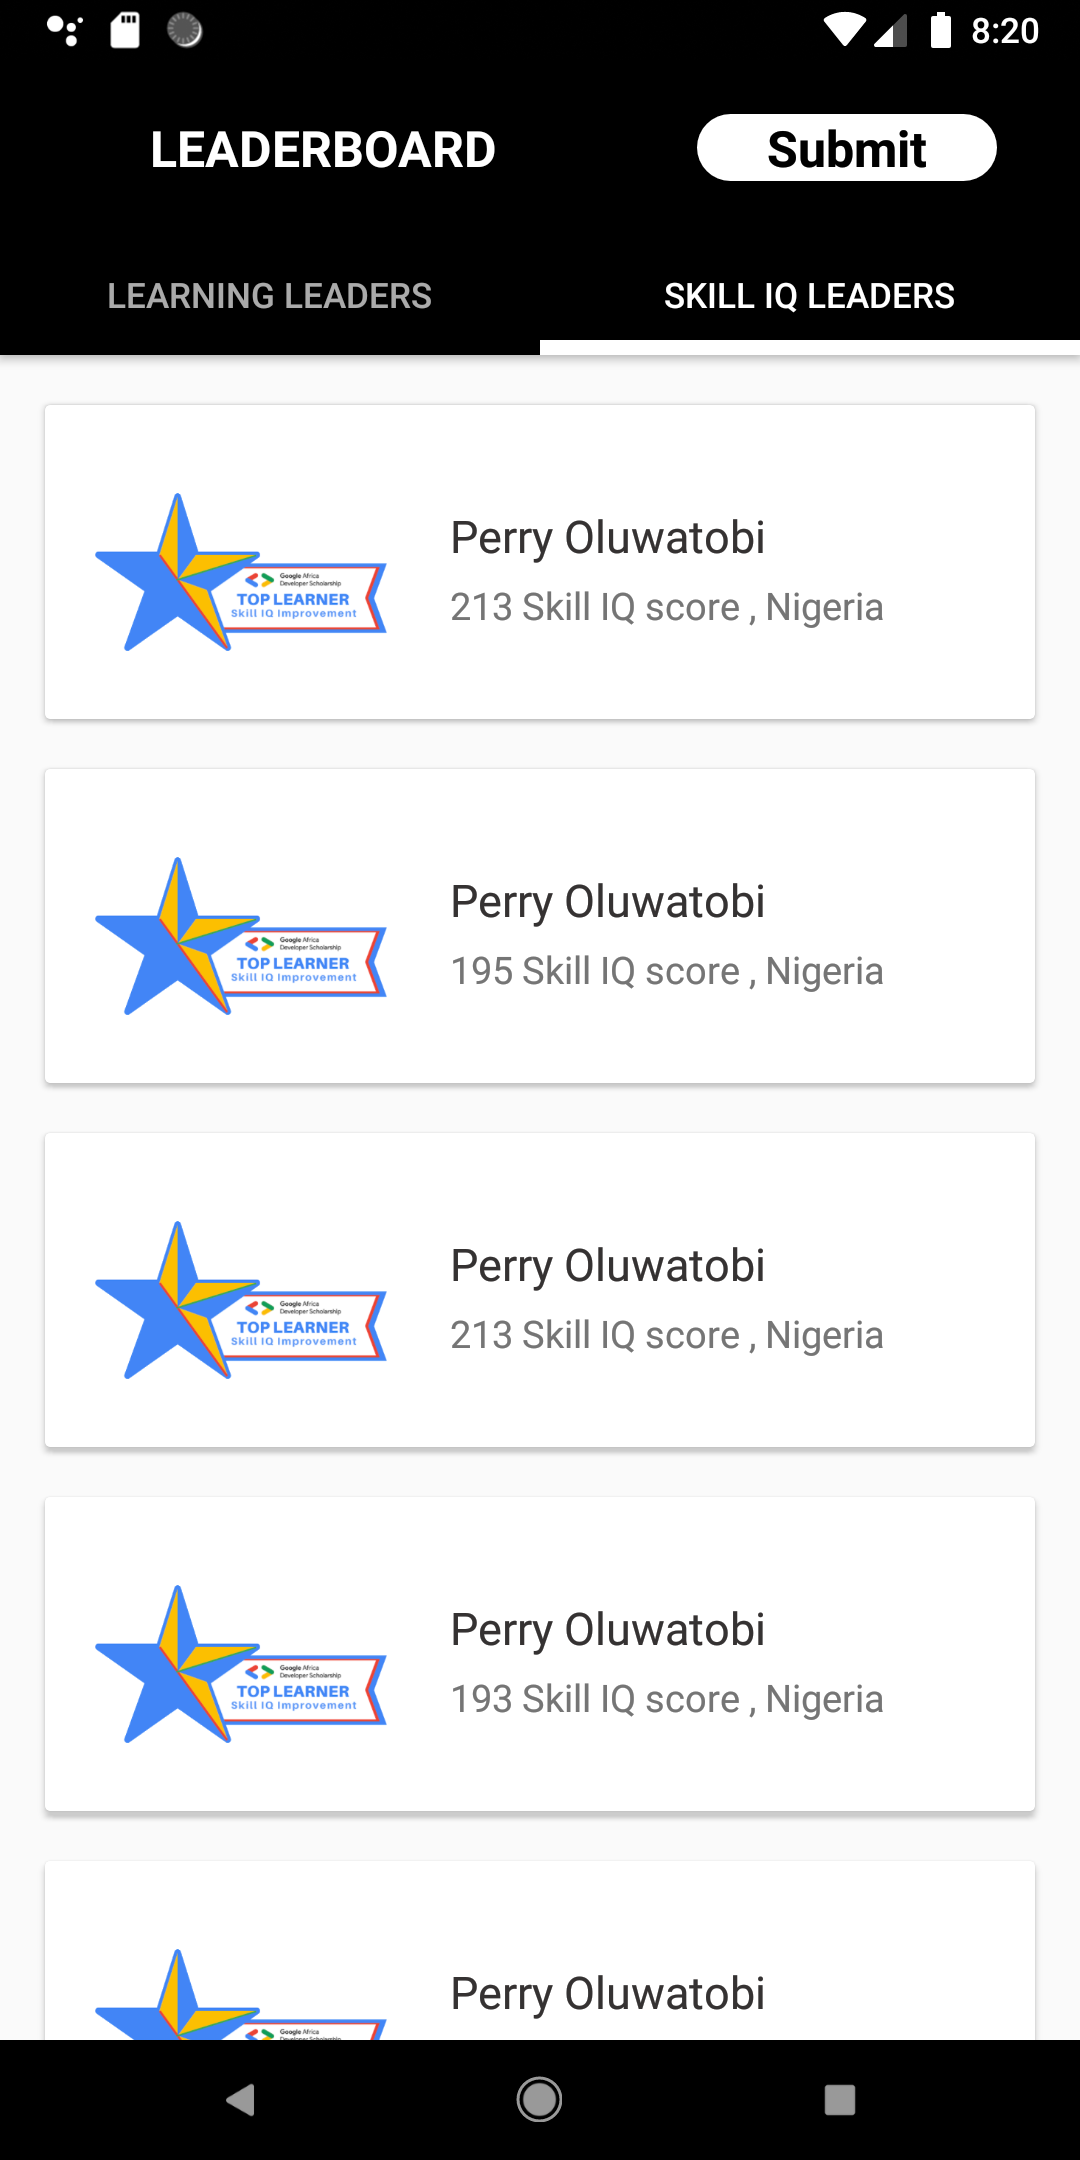 8:20
LEADERBOARD
Submit
LEARNING LEADERS
SKILL IQ LEADERS
Perry Oluwatobi
213 Skill IQ score , Nigeria
Google Africa
Developer Scholarship
TOP LEARNER
Skill IQ Improvement
Perry Oluwatobi
195 Skill IQ score , Nigeria
Google Africa
Developer Scholarship
TOP LEARNER
Skill IQ Improvement
Perry Oluwatobi
213 Skill IQ score , Nigeria
Google Africa
Developer Scholarship
TOP LEARNER
Skill IQ Improvement
Perry Oluwatobi
193 Skill IQ score , Nigeria
Google Africa
Developer Scholarship
TOP LEARNER
Skill IQ Improvement
Perry Oluwatobi
Google Africa
Developer Scholarship